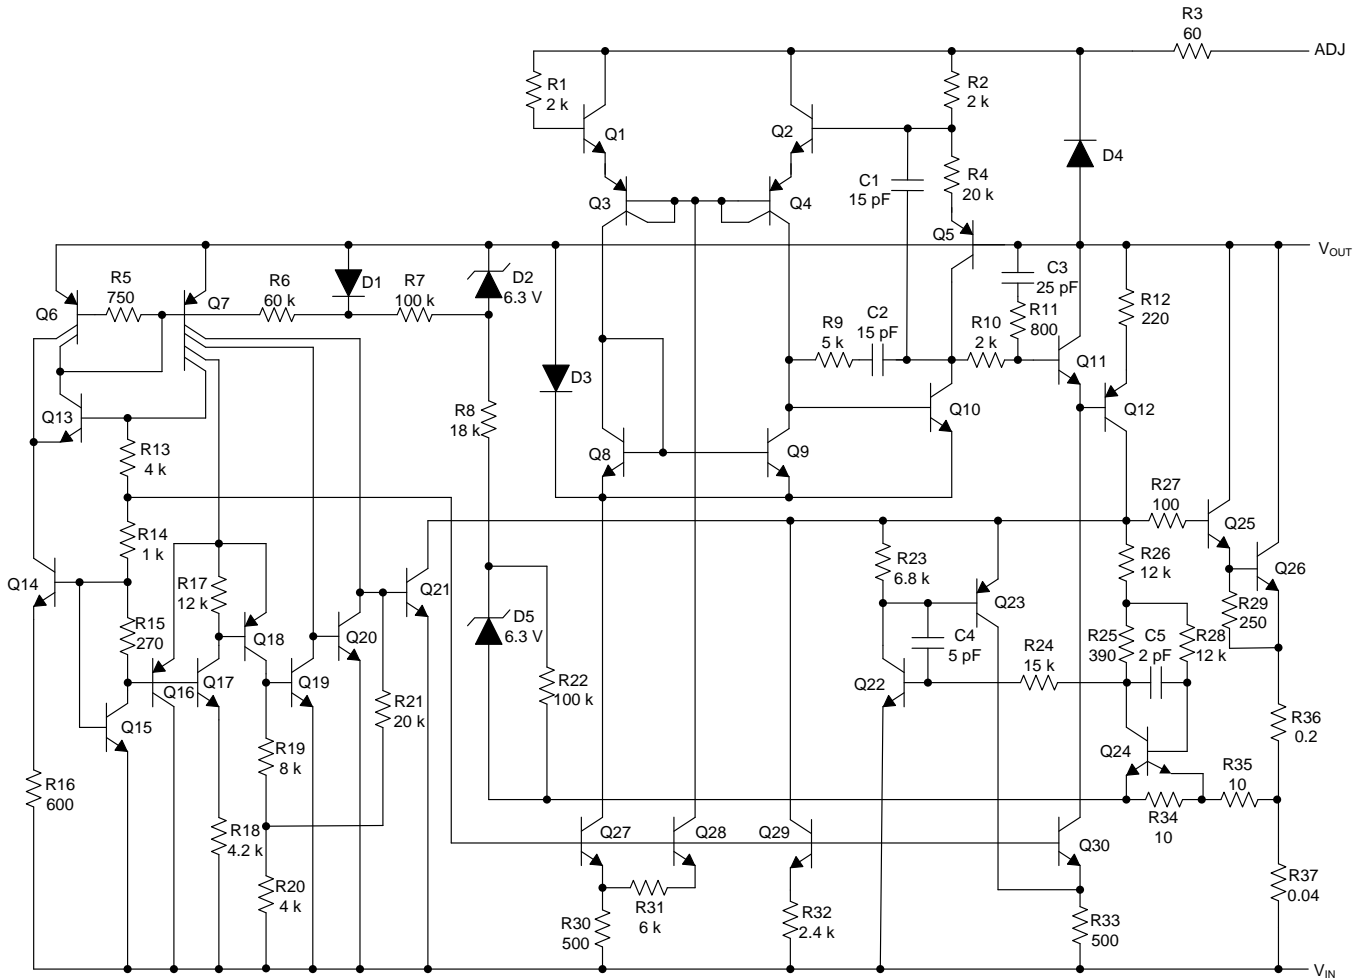 R3
60
ADJ
R1
2 k
R2
2 k
Q1
Q2
D4
C1
15 pF
R4
20 k
Q3
Q4
Q5
VOUT
R5
750
Q6
Q7
R6
60 k
D1
R7
100 k
D2
6.3 V
C3
25 pF
R12
220
R9
5 k
C2
15 pF
R10
2 k
R11
800
Q11
D3
Q12
Q13
R8
18 k
Q10
R13
4 k
Q8
Q9
R27
100
Q25
R14
1 k
Q14
R17
12 k
Q21
R23
6.8 k
Q23
R26
12 k
Q26
R29
250
R15
270
Q18
Q20
D5
6.3 V
C4
5 pF
R24
15 k
R25
390
C5
2 pF
R28
12 k
Q16
Q17
Q19
R21
20 k
R22
100 k
Q22
Q15
R19
8 k
Q24
R36
0.2
R16
600
R35
10
R34
10
R18
4.2 k
Q27
Q28
Q29
Q30
R20
4 k
R31
6 k
R30
500
R32
2.4 k
R33
500
R37
0.04
VIN